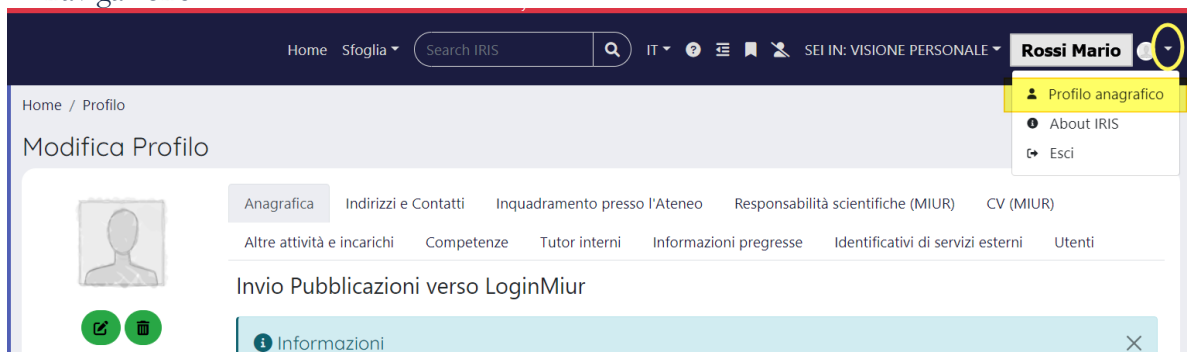 Home Sfoglia Search IRIS IT SEI IN: VISIONE PERSONALE Rossi Mario
Profilo anagrafico
About IRIS
Esci
Home / Profilo
Modifica Profilo
Anagrafica Indirizzi e Contatti Inquadramento presso l'Ateneo Responsabilità scientifiche (MIUR) CV (MIUR)
Altre attività e incarichi Competenze Tutor interni Informazioni pregresse Identificativi di servizi esterni Utenti
Invio Pubblicazioni verso LoginMiur
Informazioni